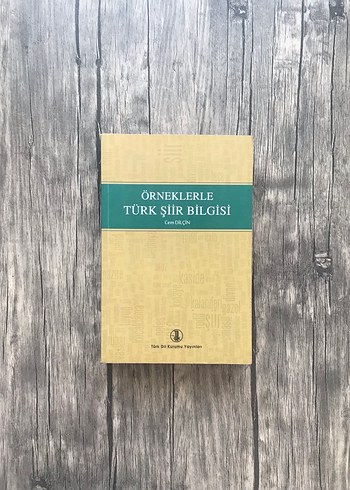 ÖRNEKLERLE
TÜRK ŞİİR BİLGİSİ
Cem DİLÇİN
Türk Dil Kurumu Yayınları